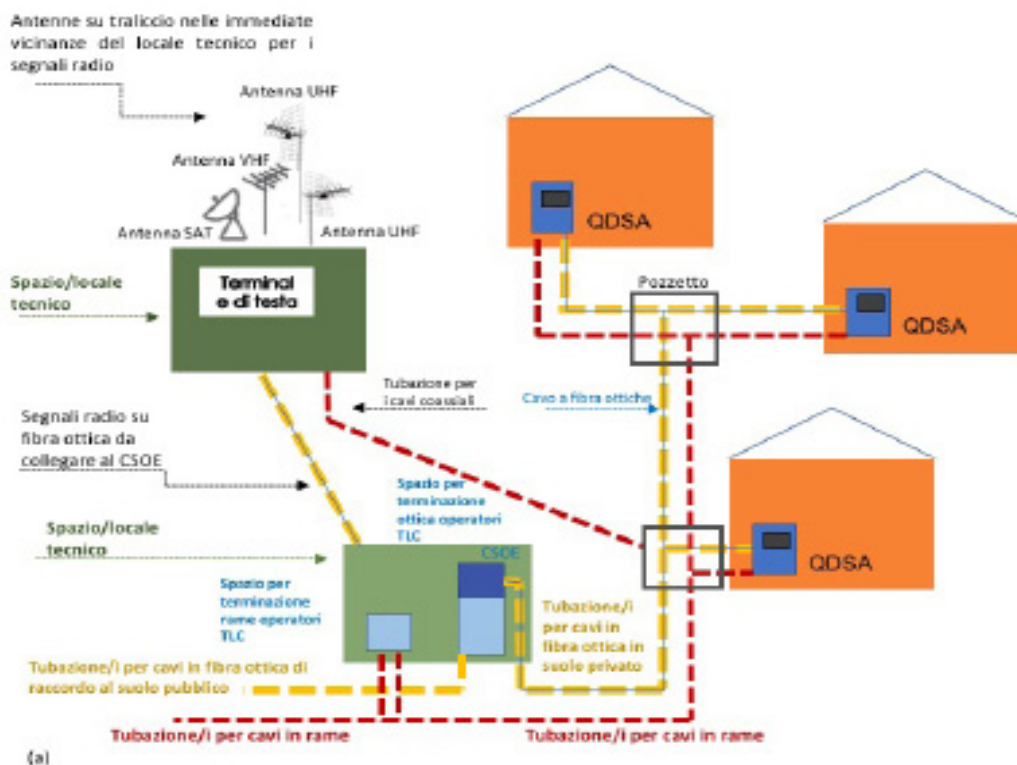 Antenne su traliccio nelle immediate
vicinanze del locale tecnico per i
segnali radio
Antenna UHF
Antenna VHF
Antenna SAT
Antenna UHF
Spazio/locale
tecnico
Terminal
e di testa
QDSA
Pozzetto
QDSA
Tubazione per
i cavi coassiali
Cavo a fibra ottiche
Segnali radio su
fibra ottica da
collegare al CSOE
Spazio per
terminazione
ottica operatori
TLC
Spazio/locale
tecnico
CSOE
QDSA
Spazio per
terminazione
rame operatori
TLC
Tubazione/i
per cavi in
fibra ottica in
suolo privato
Tubazione/i per cavi in fibra ottica di
raccordo al suolo pubblico
Tubazione/i per cavi in rame
Tubazione/i per cavi in rame
(a)